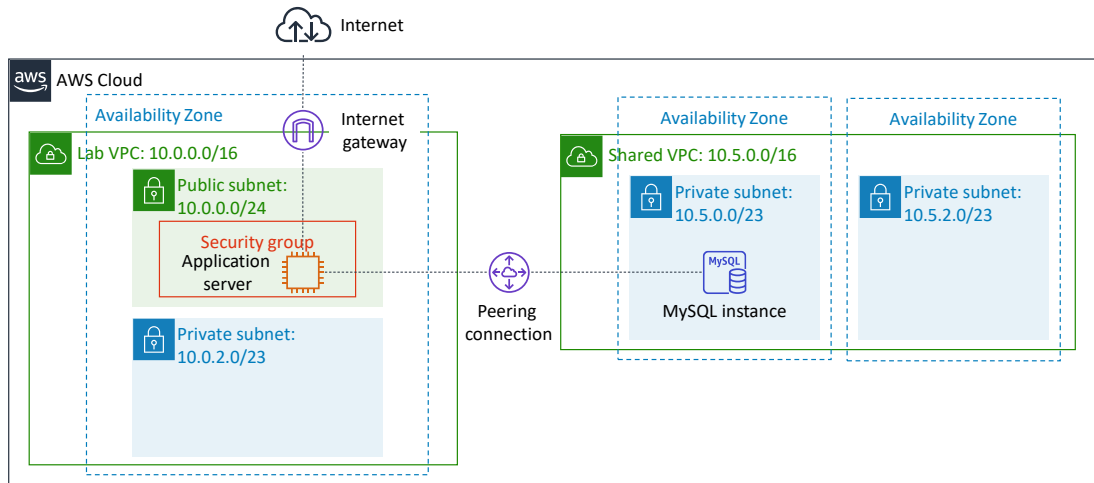 Internet
aws
AWS Cloud
Availability Zone
Internet
gateway
Lab VPC: 10.0.0.0/16
Public subnet:
10.0.0.0/24
Security group
Application
server
Private subnet:
10.0.2.0/23
Peering
connection
Availability Zone
Availability Zone
Shared VPC: 10.5.0.0/16
Private subnet:
10.5.0.0/23
Private subnet:
10.5.2.0/23
MySQL
MySQL instance